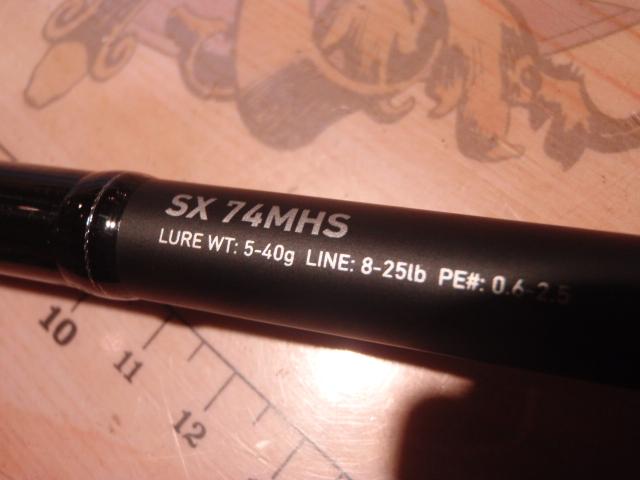 SX 74MHS
LURE WT: 5-40g LINE: 8-25lb PE#: 0.6-2.5
10
11
12